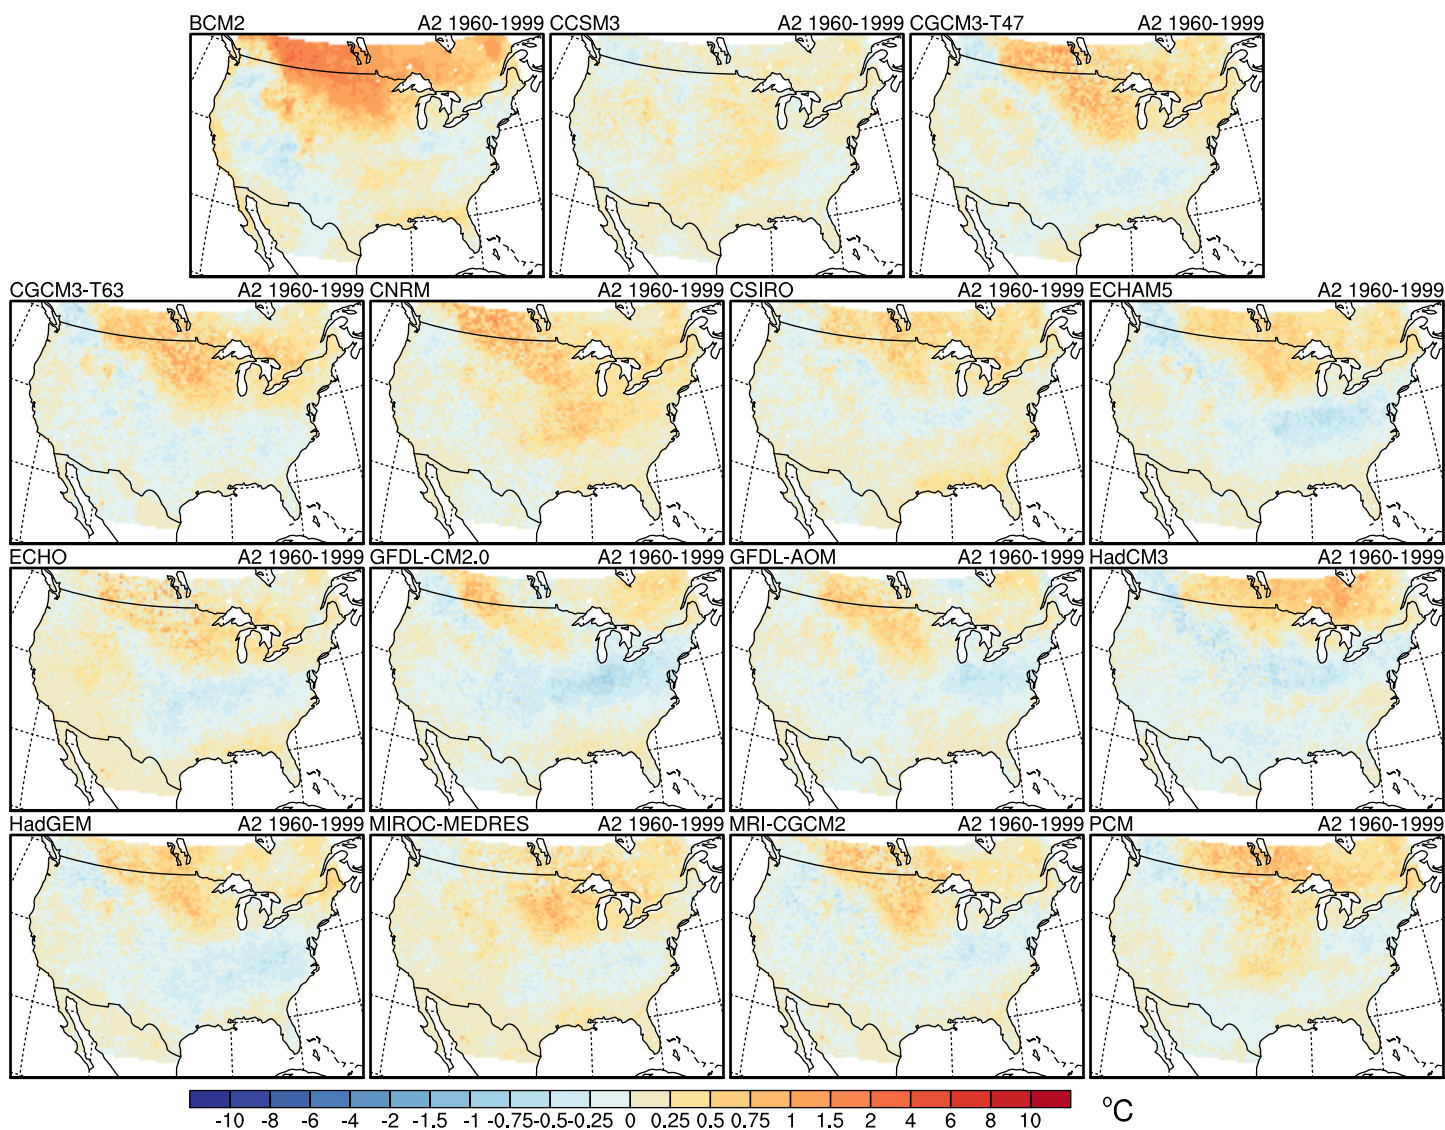 BCM2 A2 1960-1999 CCSM3 A2 1960-1999 CGCM3-T47 A2 1960-1999
CGCM3-T63 A2 1960-1999 CNRM A2 1960-1999 CSIRO A2 1960-1999 ECHAM5 A2 1960-1999
ECHO A2 1960-1999 GFDL-CM2.0 A2 1960-1999 GFDL-AOM A2 1960-1999 HadCM3 A2 1960-1999
HadGEM A2 1960-1999 MIROC-MEDRES A2 1960-1999 MRI-CGCM2 A2 1960-1999 PCM A2 1960-1999
-10 -8 -6 -4 -2 -1.5 -1 -0.75 -0.5 -0.25 0 0.25 0.5 0.75 1 1.5 2 4 6 8 10 °C